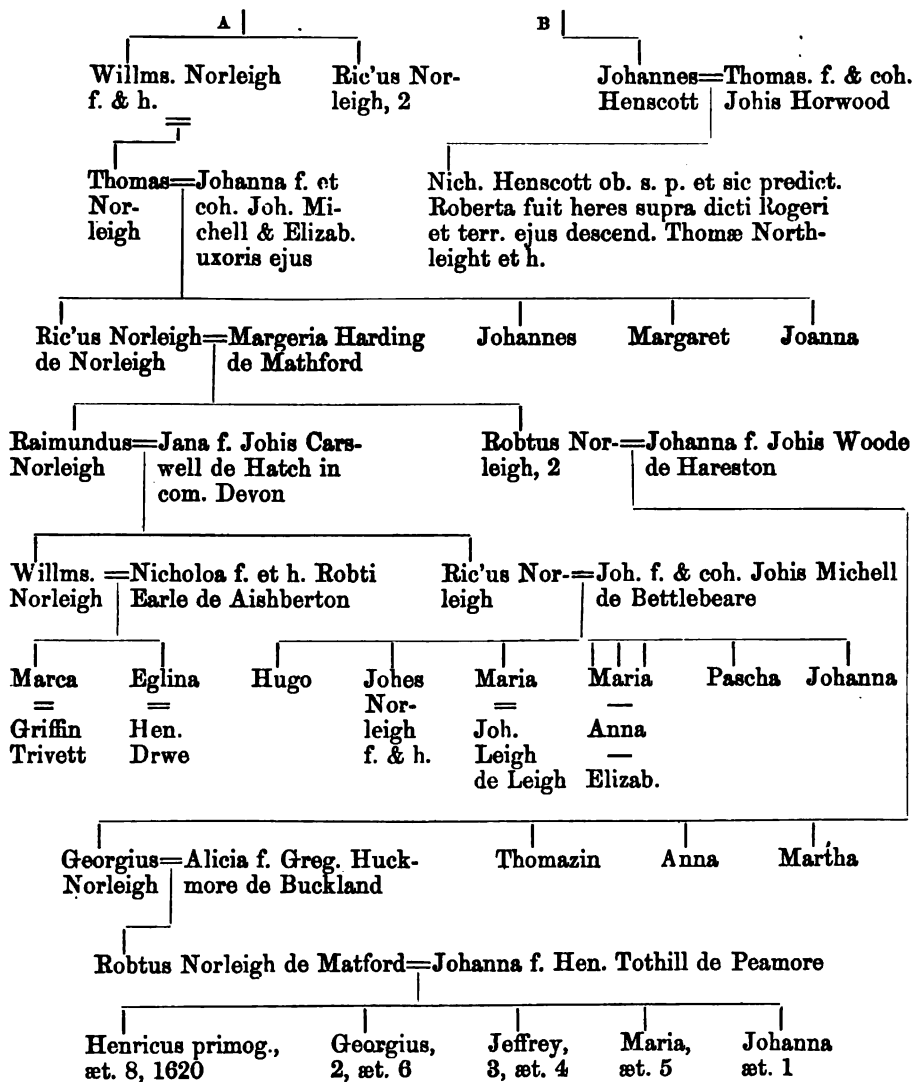 A B
Willms. Norleigh
f. & h.
Ric'us Nor-
leigh, 2
Johannes=Thomas. f. & coh.
Henscott Johis Horwood
=
Thomas=Johanna f. et
Nor- coh. Joh. Mi-
leigh chell & Elizab.
uxoris ejus
Nich. Henscott ob. s. p. et sic predict.
Roberta fuit heres supra dicti Rogeri
et terr. ejus descend. Thomæ North-
leight et h.
Ric'us Norleigh=Margeria Harding
de Norleigh de Mathford
Johannes Margaret Joanna
Raimundus=Jana f. Johis Cars-
Norleigh well de Hatch in
com. Devon
Robtus Nor-=Johanna f. Johis Woode
leigh, 2 de Hareston
Willms. =Nicholoa f. et h. Robti
Norleigh Earle de Aishberton
Ric'us Nor-=Joh. f. & coh. Johis Michell
leigh de Bettlebeare
Marca
=
Griffin
Trivett
Eglina
=
Hen.
Drwe
Hugo
Johes
Nor-
leigh
f. & h.
Maria
=
Joh.
Leigh
de Leigh
Maria
—
Anna
—
Elizab.
Pascha
Johanna
Georgius=Alicia f. Greg. Huck-
Norleigh more de Buckland
Thomazin Anna Martha
Robtus Norleigh de Matford=Johanna f. Hen. Tothill de Peamore
Henricus primog.,
æt. 8, 1620
Georgius,
2, æt. 6
Jeffrey,
3, æt. 4
Maria,
æt. 5
Johanna
æt. 1